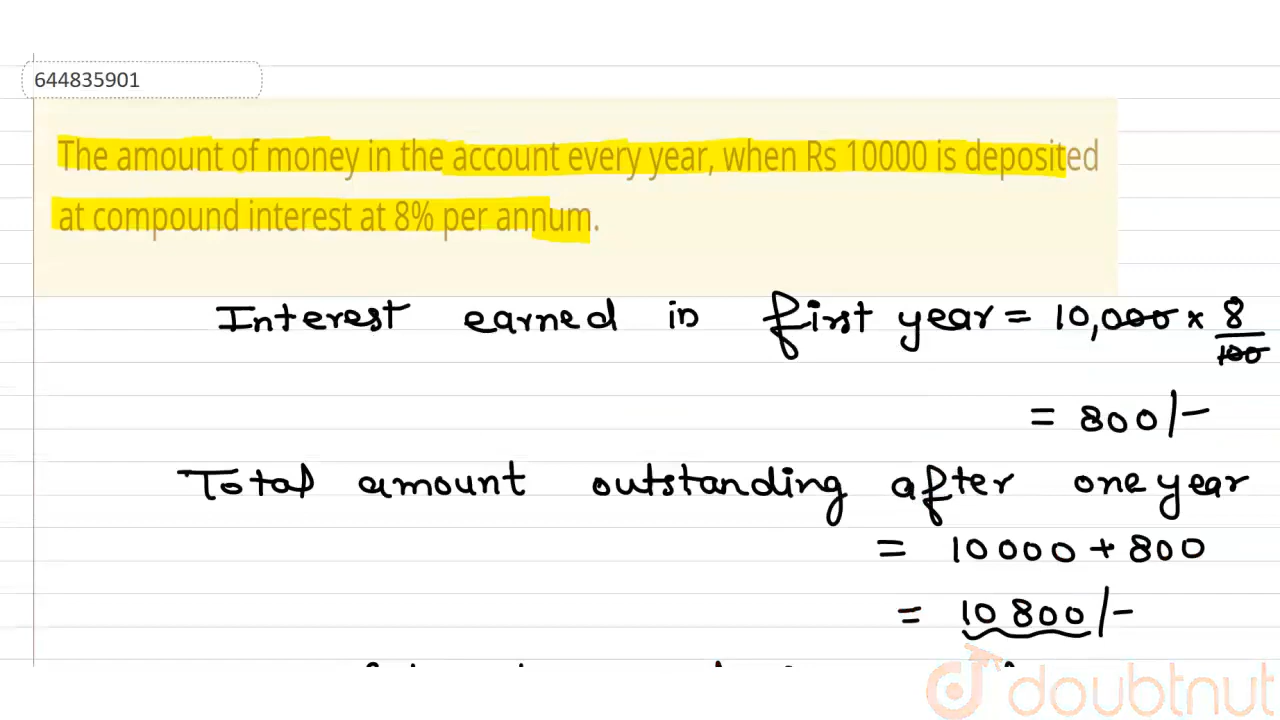 644835901
The amount of money in the account every year, when Rs 10000 is deposited
at compound interest at 8% per annum.
Interest earned in first year = 10,000 × 8/100
= 800/-
Total amount outstanding after one year
= 10000 + 800
= 10800/-
doubtnut